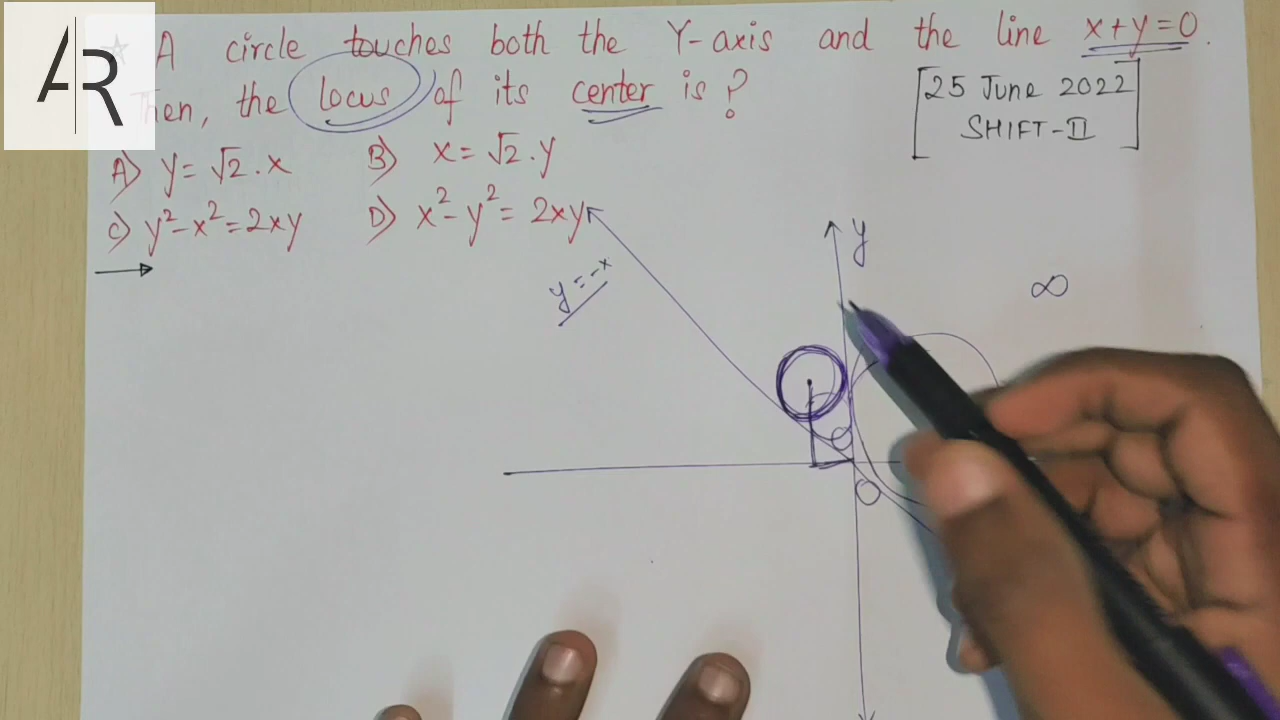 AR
A circle touches both the Y-axis and the line x+y=0.
Then, the locus of its center is?
[25 June 2022
SHIFT-II]
A) y = √2 . x B) x = √2 . y
C) y² - x² = 2xy D) x² - y² = 2xy
y
y = -x
∞